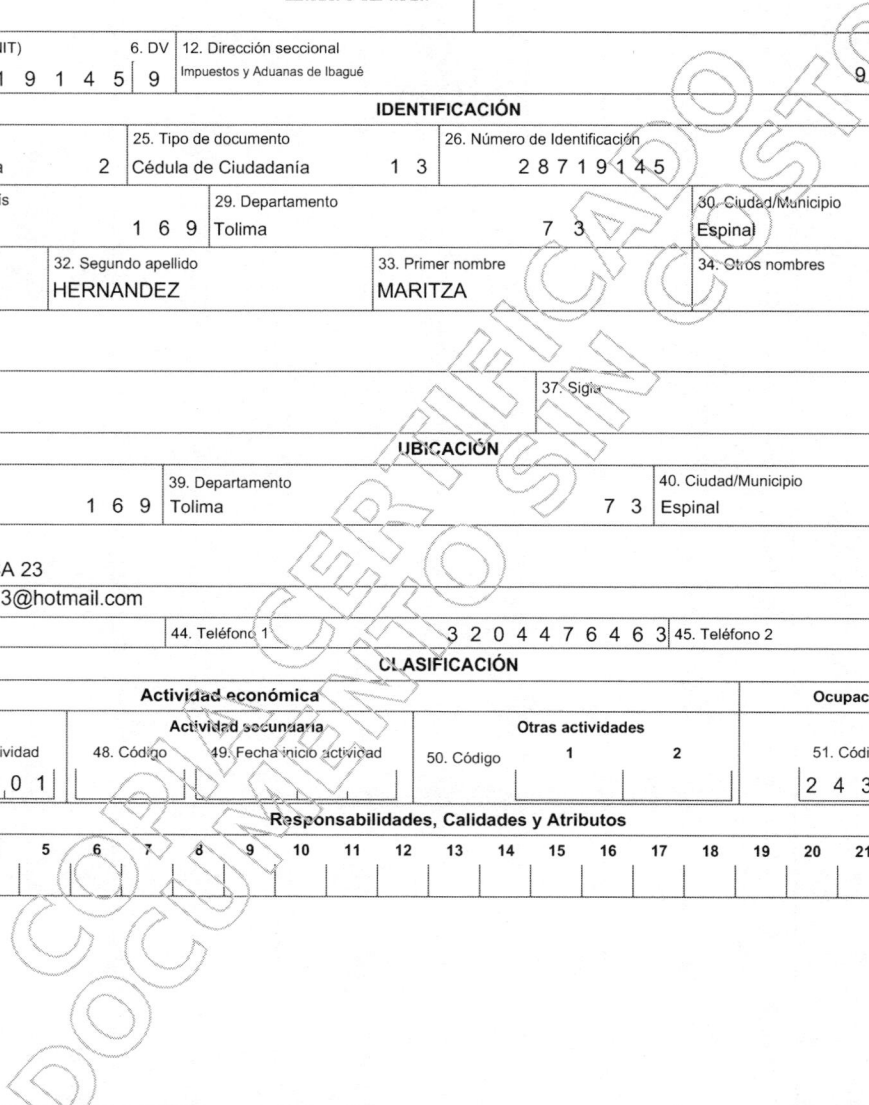 NIT) 6. DV 12. Dirección seccional
1 9 1 4 5 9 Impuestos y Aduanas de Ibagué 9
IDENTIFICACIÓN
25. Tipo de documento 26. Número de Identificación
a 2 Cédula de Ciudadanía 1 3 2 8 7 1 9 1 4 5
ís 29. Departamento 30. Ciudad/Municipio
1 6 9 Tolima 7 3 Espinal
32. Segundo apellido 33. Primer nombre 34. Otros nombres
HERNANDEZ MARITZA
37. Sigla
UBICACIÓN
39. Departamento 40. Ciudad/Municipio
1 6 9 Tolima 7 3 Espinal
A 23
3@hotmail.com
44. Teléfono 1 3 2 0 4 4 7 6 4 6 3 45. Teléfono 2
CLASIFICACIÓN
Actividad económica Ocupac
Actividad secundaria Otras actividades
ividad 48. Código 49. Fecha inicio actividad 50. Código 1 2 51. Códi
0 1 2 4 3
Responsabilidades, Calidades y Atributos
5 6 7 8 9 10 11 12 13 14 15 16 17 18 19 20 21
COPIA CERTIFICADO
DOCUMENTO SIN COSTO